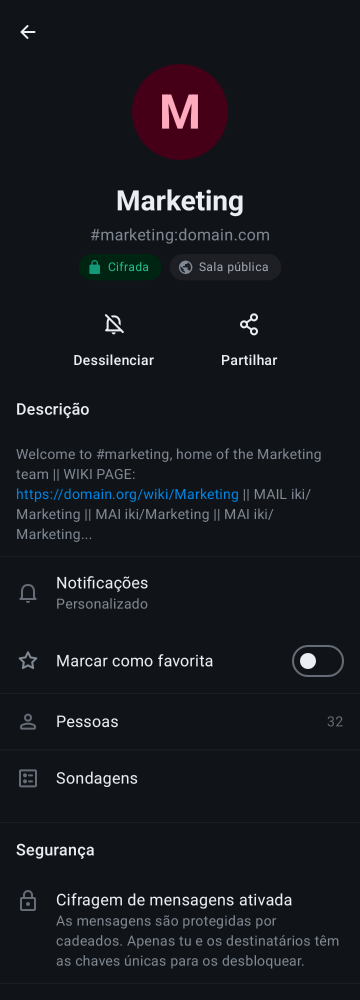 M
Marketing
#marketing:domain.com
Cifrada
Sala pública
Dessilenciar
Partilhar
Descrição
Welcome to #marketing, home of the Marketing
team || WIKI PAGE:
https://domain.org/wiki/Marketing || MAIL iki/
Marketing || MAI iki/Marketing || MAI iki/
Marketing...
Notificações
Personalizado
Marcar como favorita
Pessoas 32
Sondagens
Segurança
Cifragem de mensagens ativada
As mensagens são protegidas por
cadeados. Apenas tu e os destinatários têm
as chaves únicas para os desbloquear.